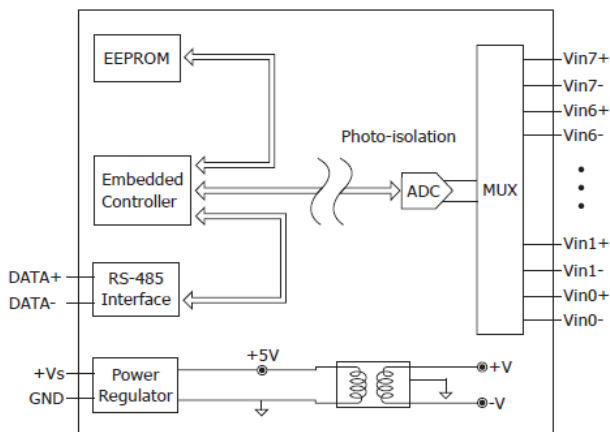 EEPROM
Vin7+
Vin7-
Vin6+
Vin6-
Photo-isolation
Embedded
Controller
ADC
MUX
Vin1+
Vin1-
Vin0+
Vin0-
DATA+
DATA-
RS-485
Interface
+Vs
GND
Power
Regulator
+5V
+V
-V